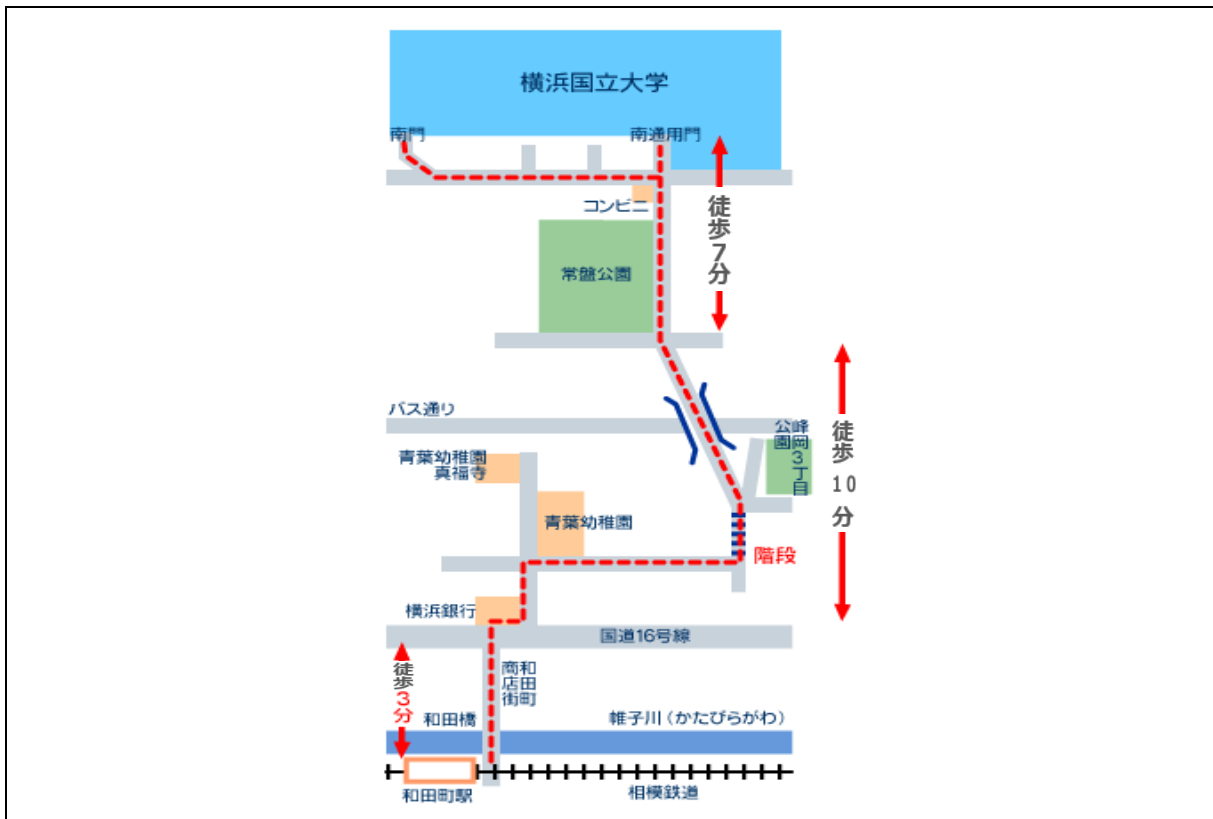 横浜国立大学
南門
南通用門
コンビニ
徒歩7分
常盤公園
バス通り
峰岡3丁目
公園
徒歩10分
青葉幼稚園
真福寺
青葉幼稚園
階段
横浜銀行
国道16号線
徒歩3分
和田町
商店街
和田橋
帷子川（かたびらがわ）
和田町駅
相模鉄道